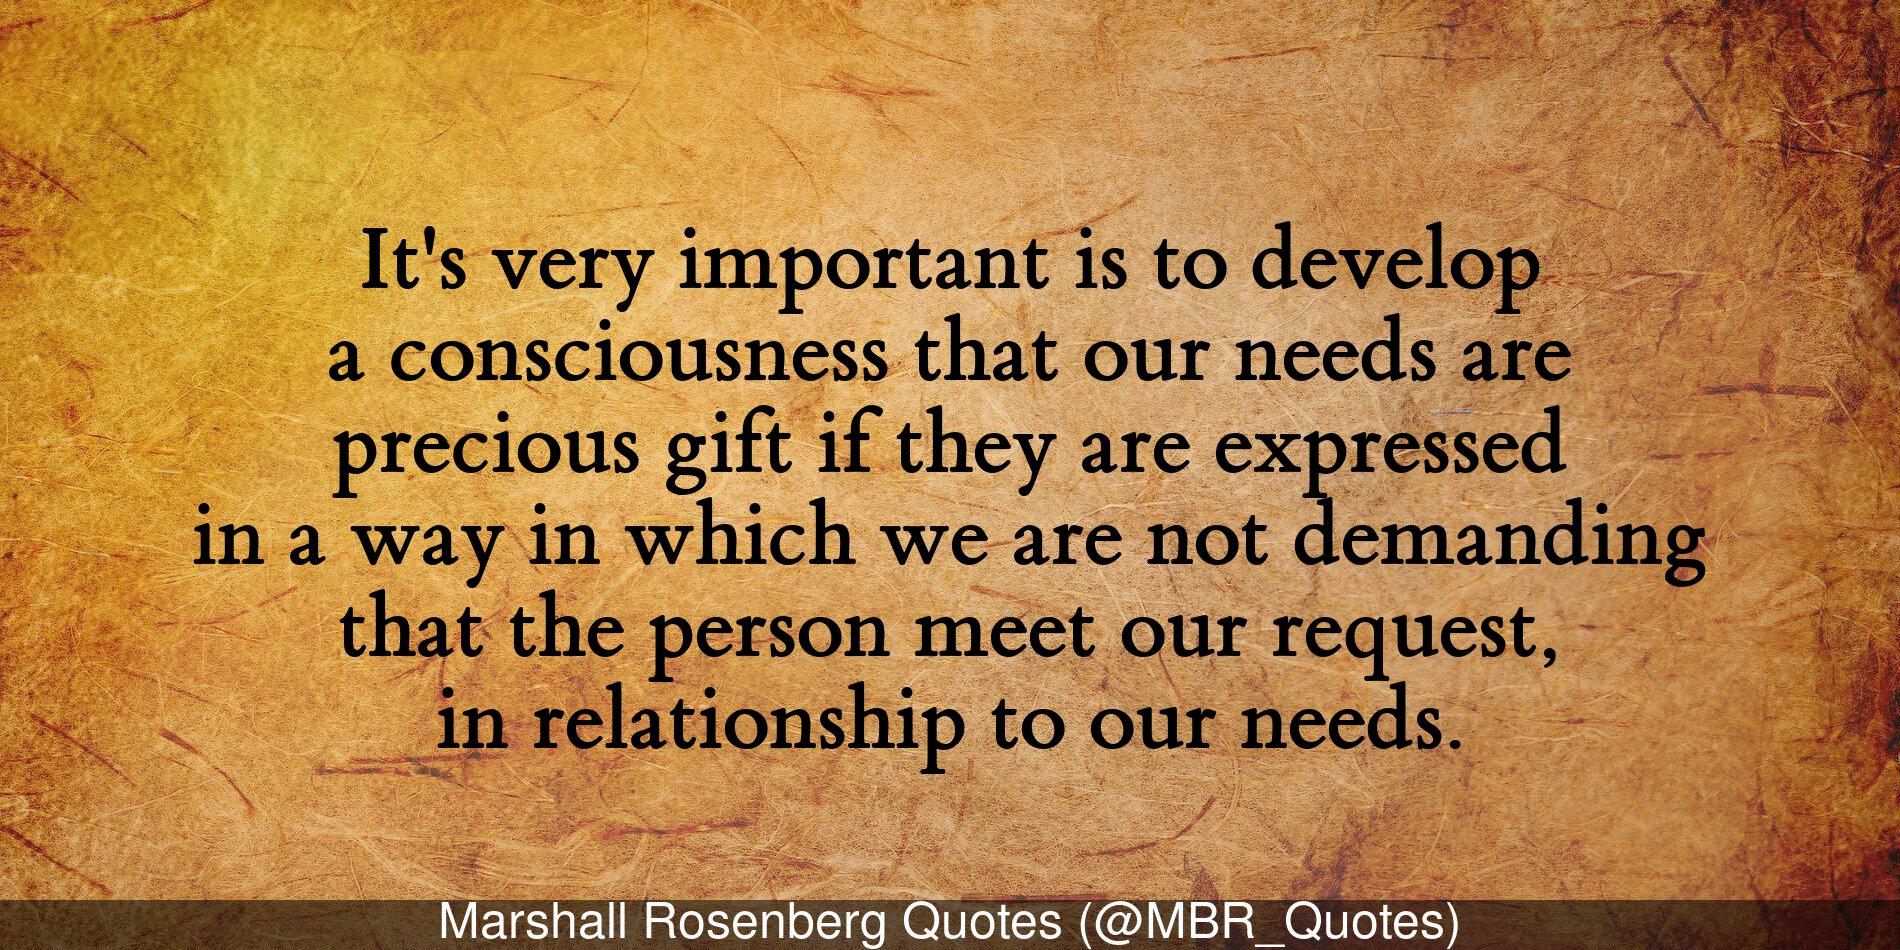 It's very important is to develop
a consciousness that our needs are
precious gift if they are expressed
in a way in which we are not demanding
that the person meet our request,
in relationship to our needs.
Marshall Rosenberg Quotes (@MBR_Quotes)